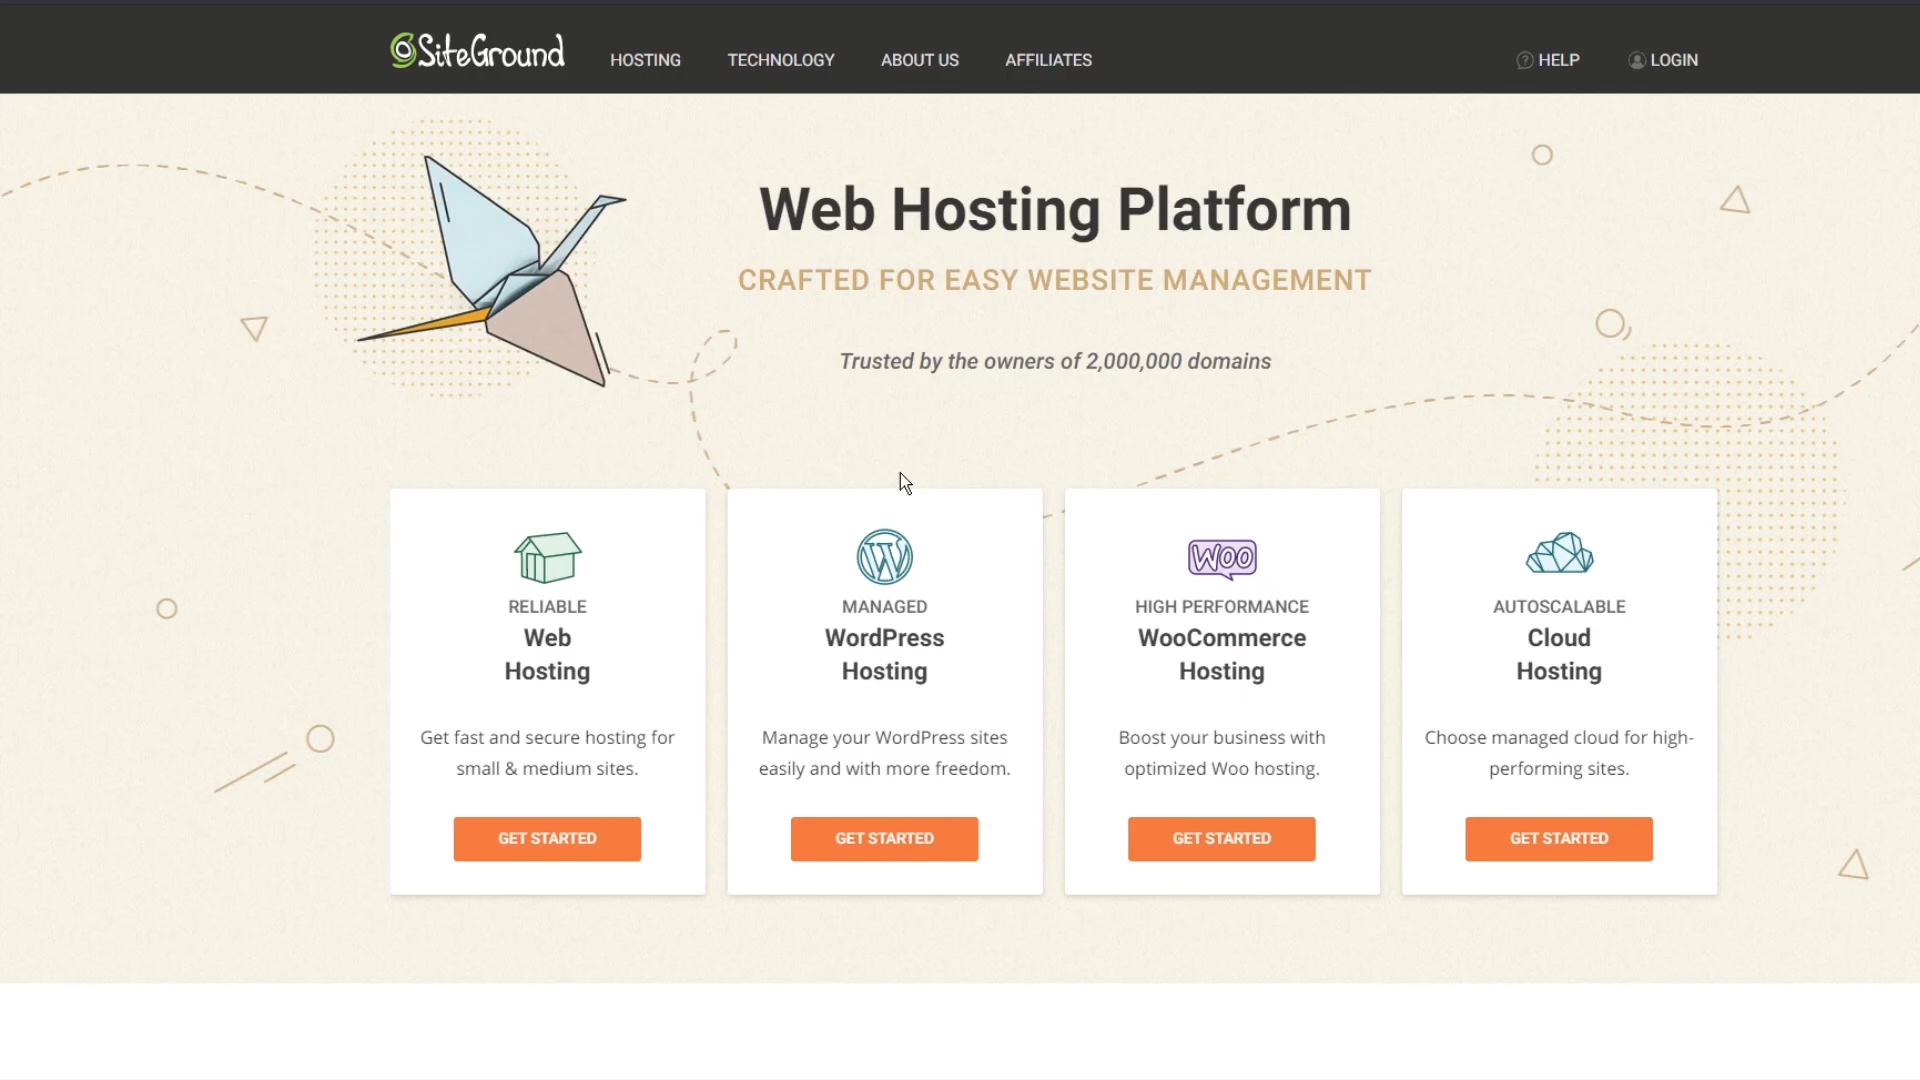 SiteGround
HOSTING
TECHNOLOGY
ABOUT US
AFFILIATES
HELP
LOGIN
Web Hosting Platform
CRAFTED FOR EASY WEBSITE MANAGEMENT
Trusted by the owners of 2,000,000 domains
RELIABLE
Web
Hosting
Get fast and secure hosting for
small & medium sites.
GET STARTED
MANAGED
WordPress
Hosting
Manage your WordPress sites
easily and with more freedom.
GET STARTED
WOO
HIGH PERFORMANCE
WooCommerce
Hosting
Boost your business with
optimized Woo hosting.
GET STARTED
AUTOSCALABLE
Cloud
Hosting
Choose managed cloud for high-
performing sites.
GET STARTED